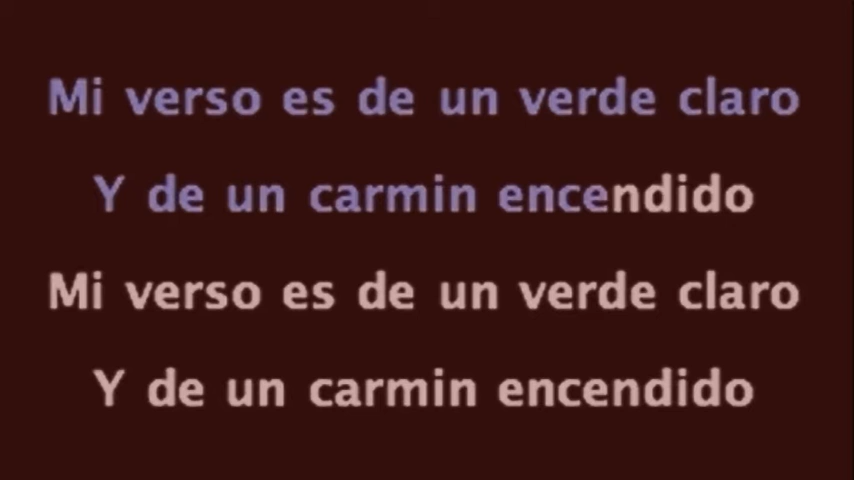 Mi verso es de un verde claro
Y de un carmin encendido
Mi verso es de un verde claro
Y de un carmin encendido